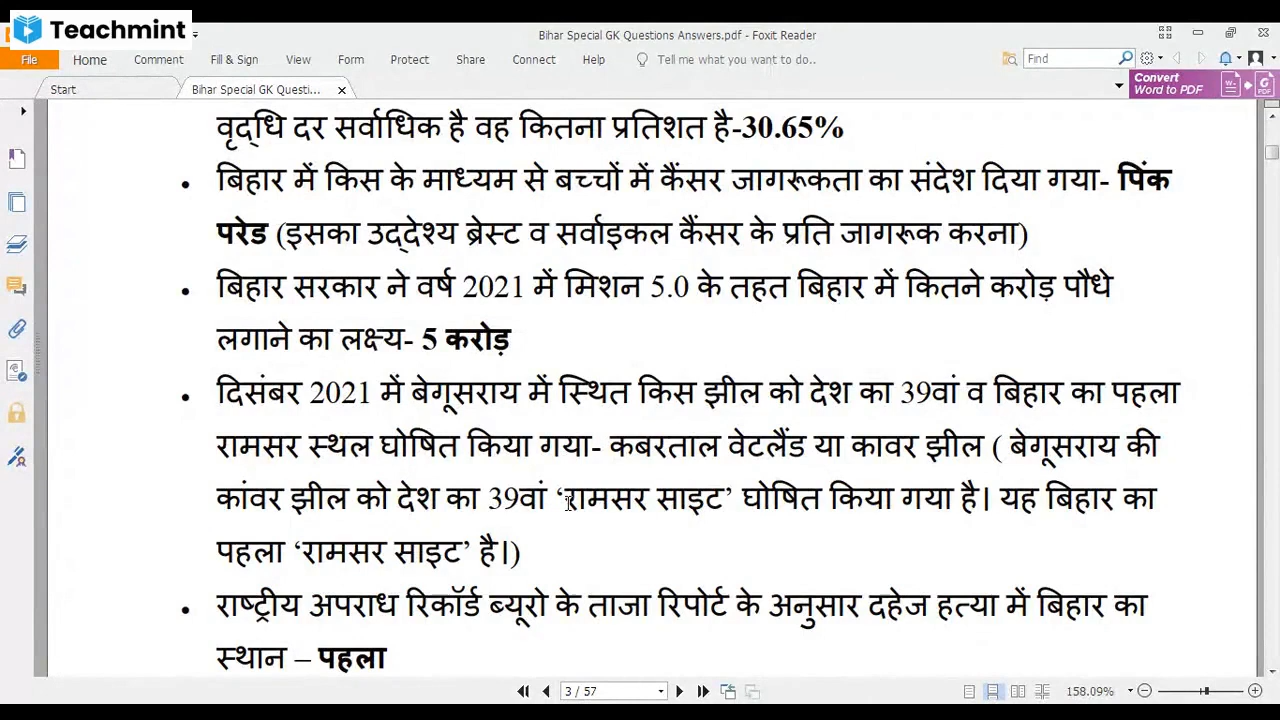 Teachmint
Bihar Special GK Questions Answers.pdf - Foxit Reader
File Home Comment Fill & Sign View Form Protect Share Connect Help Tell me what you want to do.. Find
Start Bihar Special GK Questi... Convert Word to PDF
वृद्धि दर सर्वाधिक है वह कितना प्रतिशत है-30.65%
• बिहार में किस के माध्यम से बच्चों में कैंसर जागरूकता का संदेश दिया गया- पिंक
परेड (इसका उद्देश्य ब्रेस्ट व सर्वाइकल कैंसर के प्रति जागरूक करना)
• बिहार सरकार ने वर्ष 2021 में मिशन 5.0 के तहत बिहार में कितने करोड़ पौधे
लगाने का लक्ष्य- 5 करोड़
• दिसंबर 2021 में बेगूसराय में स्थित किस झील को देश का 39वां व बिहार का पहला
रामसर स्थल घोषित किया गया- कबरताल वेटलैंड या कावर झील ( बेगूसराय की
कांवर झील को देश का 39वां ‘रामसर साइट’ घोषित किया गया है। यह बिहार का
पहला ‘रामसर साइट’ है।)
• राष्ट्रीय अपराध रिकॉर्ड ब्यूरो के ताजा रिपोर्ट के अनुसार दहेज हत्या में बिहार का
स्थान – पहला
3 / 57 158.09%